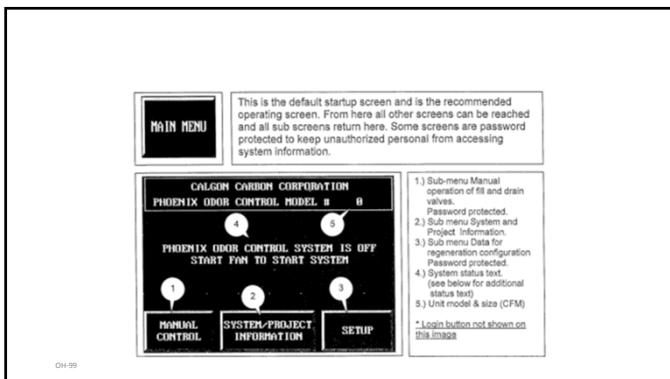 MAIN MENU
This is the default startup screen and is the recommended
operating screen. From here all other screens can be reached
and all sub screens return here. Some screens are password
protected to keep unauthorized personal from accessing
system information.
CALGON CARBON CORPORATION
PHOENIX ODOR CONTROL MODEL # 0
4 5
PHOENIX ODOR CONTROL SYSTEM IS OFF
START FAN TO START SYSTEM
1 2 3
MANUAL CONTROL
SYSTEM/PROJECT INFORMATION
SETUP
1.) Sub-menu Manual
operation of fill and drain
valves.
Password protected.
2.) Sub menu System and
Project Information.
3.) Sub menu Data for
regeneration configuration
Password protected.
4.) System status text.
(see below for additional
status text)
5.) Unit model & size (CFM)
* Login button not shown on
this image
OH-99